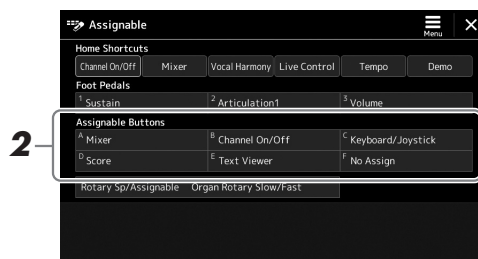 Assignable
Menu
Home Shortcuts
Channel On/Off Mixer Vocal Harmony Live Control Tempo Demo
Foot Pedals
1 Sustain 2 Articulation1 3 Volume
2
Assignable Buttons
A Mixer B Channel On/Off C Keyboard/Joystick
D Score E Text Viewer F No Assign
Rotary Sp/Assignable Organ Rotary Slow/Fast